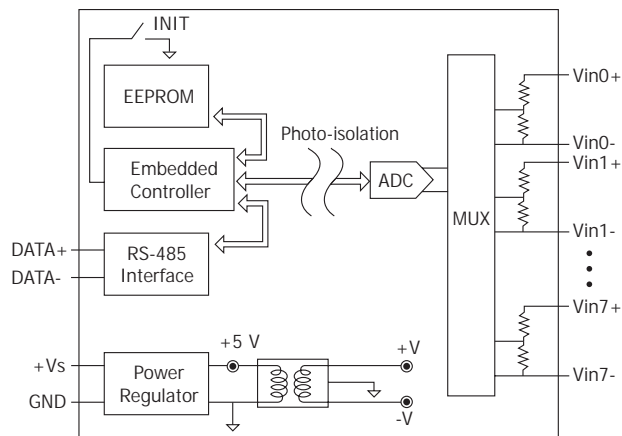 INIT
EEPROM
Embedded
Controller
Photo-isolation
ADC
MUX
Vin0+
Vin0-
Vin1+
Vin1-
Vin7+
Vin7-
DATA+
DATA-
RS-485
Interface
+Vs
GND
Power
Regulator
+5 V
+V
-V